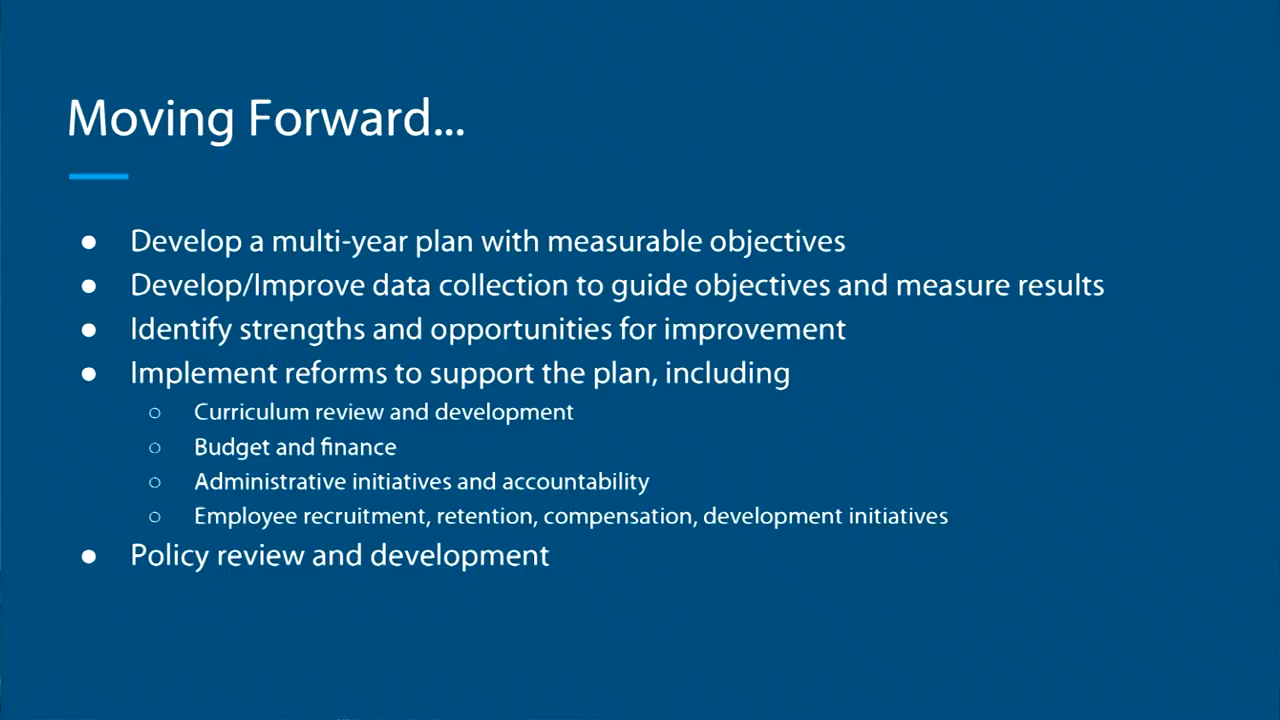 Moving Forward...
● Develop a multi-year plan with measurable objectives
● Develop/Improve data collection to guide objectives and measure results
● Identify strengths and opportunities for improvement
● Implement reforms to support the plan, including
○ Curriculum review and development
○ Budget and finance
○ Administrative initiatives and accountability
○ Employee recruitment, retention, compensation, development initiatives
● Policy review and development